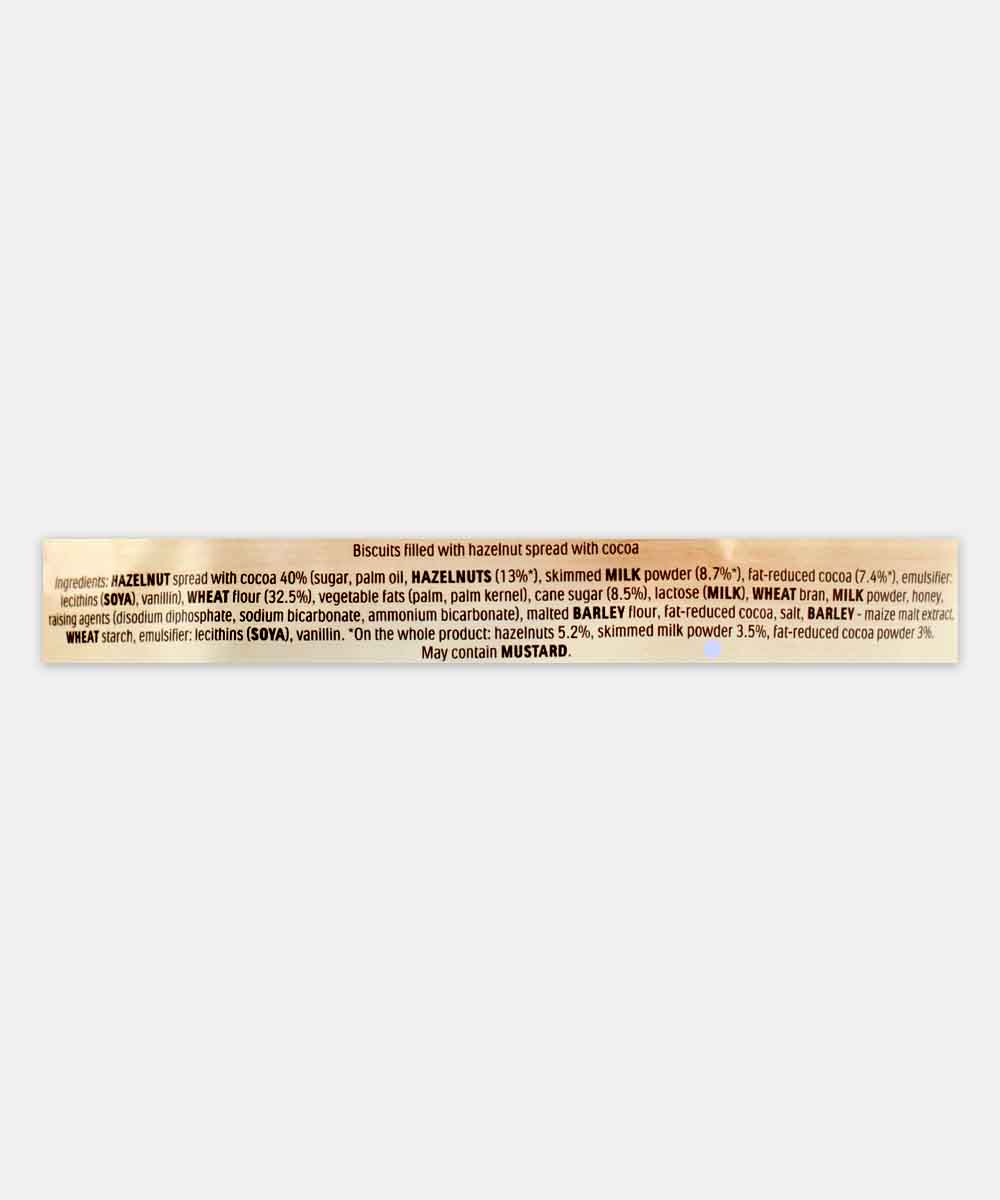 Biscuits filled with hazelnut spread with cocoa
Ingredients: HAZELNUT spread with cocoa 40% (sugar, palm oil, HAZELNUTS (13%*), skimmed MILK powder (8.7%*), fat-reduced cocoa (7.4%*), emulsifier:
lecithins (SOYA), vanillin), WHEAT flour (32.5%), vegetable fats (palm, palm kernel), cane sugar (8.5%), lactose (MILK), WHEAT bran, MILK powder, honey,
raising agents (disodium diphosphate, sodium bicarbonate, ammonium bicarbonate), malted BARLEY flour, fat-reduced cocoa, salt, BARLEY - maize malt extract,
WHEAT starch, emulsifier: lecithins (SOYA), vanillin. *On the whole product: hazelnuts 5.2%, skimmed milk powder 3.5%, fat-reduced cocoa powder 3%.
May contain MUSTARD.